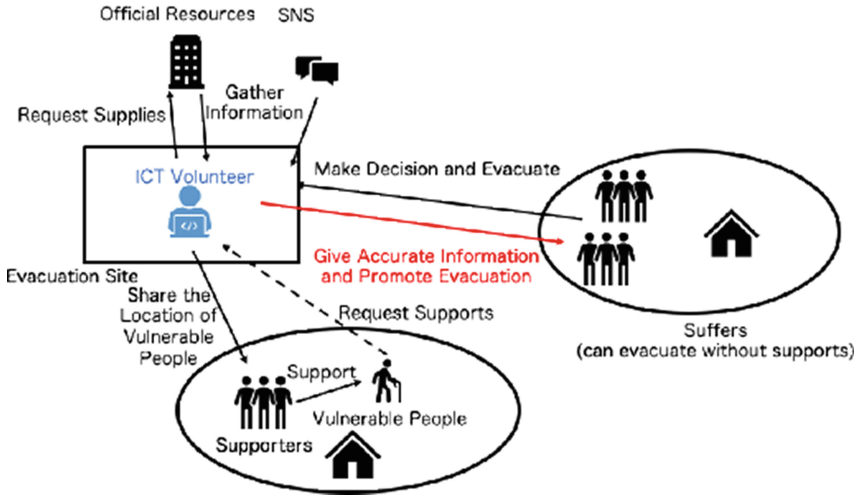 Official Resources
SNS
Gather
Information
Request Supplies
ICT Volunteer
</>
Make Decision and Evacuate
Give Accurate Information
and Promote Evacuation
Evacuation Site
Share the
Location of
Vulnerable
People
Request Supports
Suffers
(can evacuate without supports)
Support
Vulnerable People
Supporters